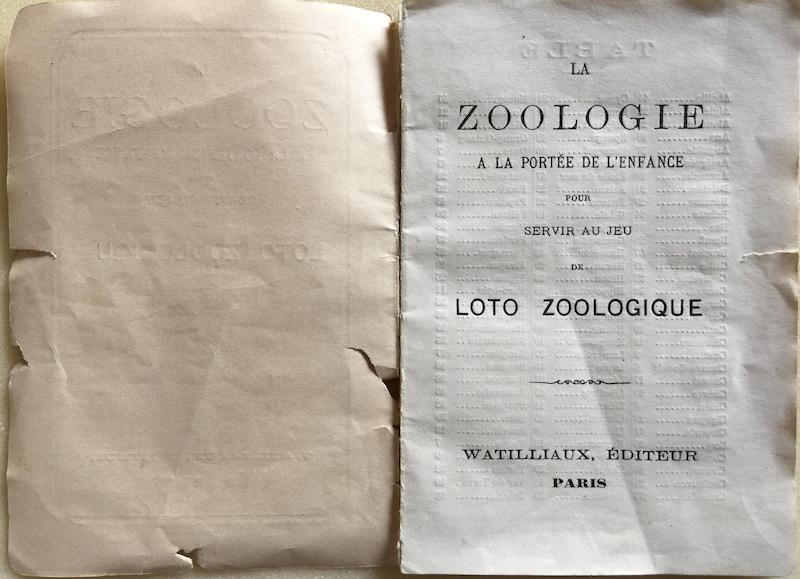 LA
ZOOLOGIE
A LA PORTÉE DE L'ENFANCE
POUR
SERVIR AU JEU
DE
LOTO ZOOLOGIQUE
WATILLIAUX, ÉDITEUR
PARIS